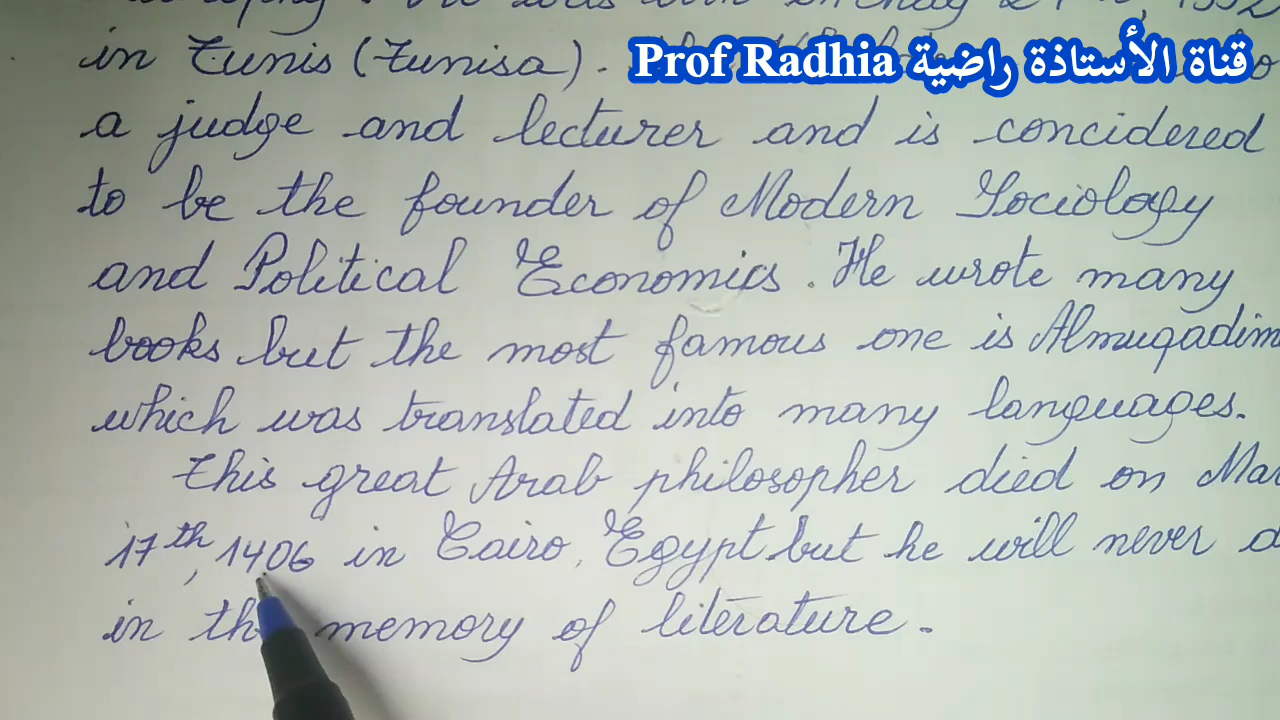 in Tunis (Tunisa).
Prof Radhia قناة الأستاذة راضية
a judge and lecturer and is concidered
to be the founder of Modern Sociology
and Political Economics. He wrote many
books but the most famous one is Almuqadim
which was translated into many languages.
This great Arab philosopher died on Mar
17th, 1406 in Cairo, Egypt but he will never d
in the memory of literature.